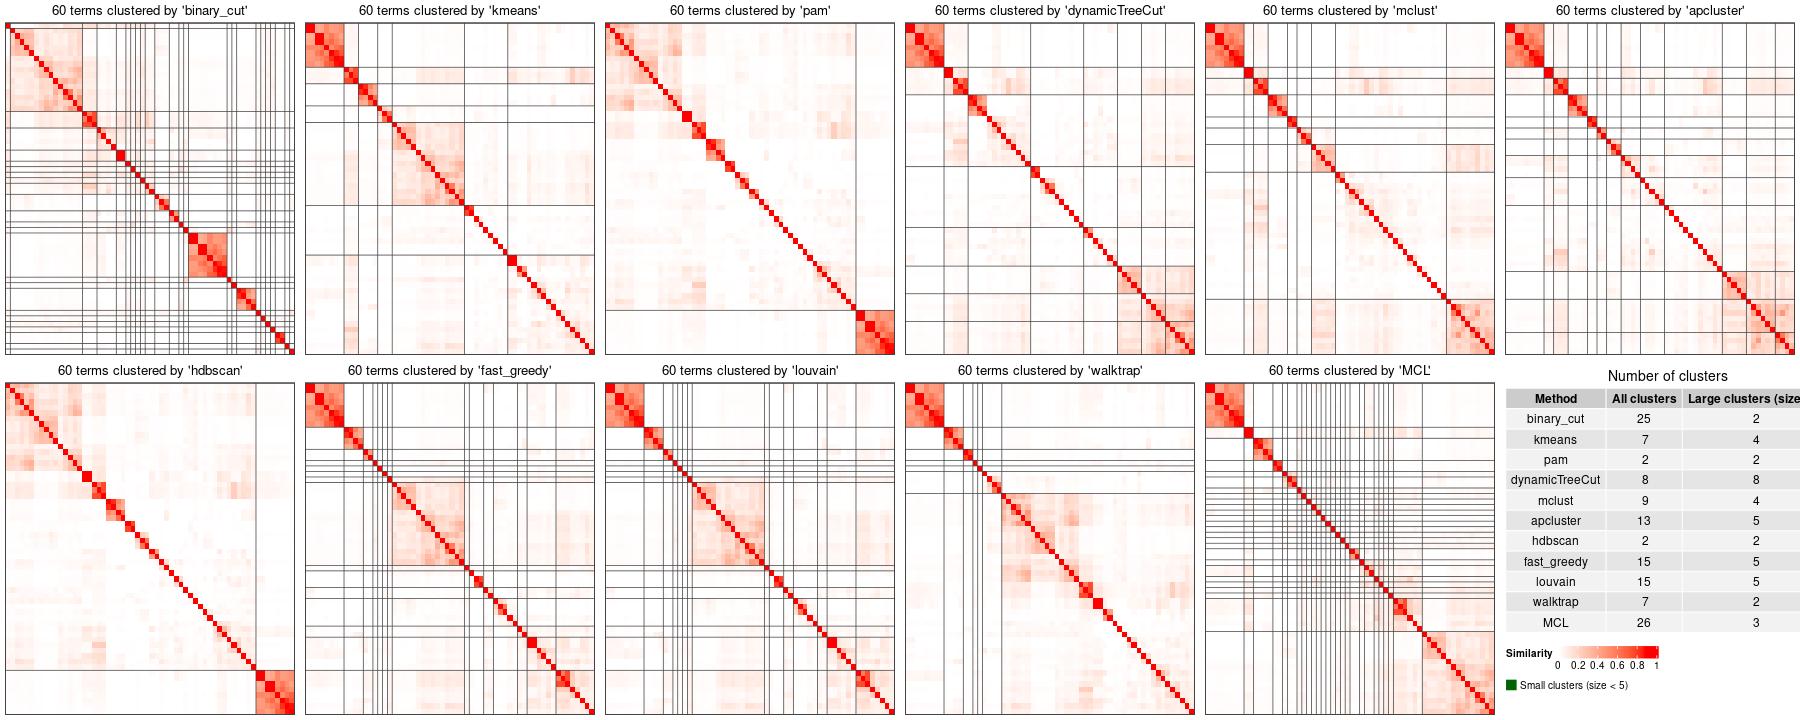 60 terms clustered by 'binary_cut'
60 terms clustered by 'kmeans'
60 terms clustered by 'pam'
60 terms clustered by 'dynamicTreeCut'
60 terms clustered by 'mclust'
60 terms clustered by 'apcluster'
60 terms clustered by 'hdbscan'
60 terms clustered by 'fast_greedy'
60 terms clustered by 'louvain'
60 terms clustered by 'walktrap'
60 terms clustered by 'MCL'
Number of clusters
Method All clusters Large clusters (size
binary_cut 25 2
kmeans 7 4
pam 2 2
dynamicTreeCut 8 8
mclust 9 4
apcluster 13 5
hdbscan 2 2
fast_greedy 15 5
louvain 15 5
walktrap 7 2
MCL 26 3
Similarity
0 0.2 0.4 0.6 0.8 1
Small clusters (size < 5)